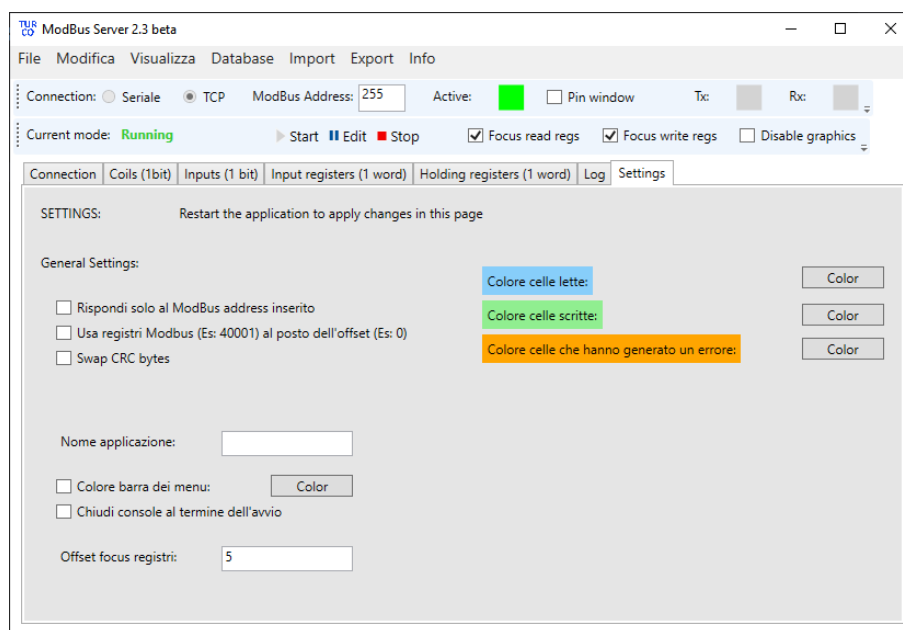 TUR
CO
ModBus Server 2.3 beta
File Modifica Visualizza Database Import Export Info
Connection: Seriale TCP ModBus Address: 255 Active: Pin window Tx: Rx:
Current mode: Running Start Edit Stop Focus read regs Focus write regs Disable graphics
Connection Coils (1bit) Inputs (1 bit) Input registers (1 word) Holding registers (1 word) Log Settings
SETTINGS: Restart the application to apply changes in this page
General Settings:
Colore celle lette: Color
Rispondi solo al ModBus address inserito
Colore celle scritte: Color
Usa registri Modbus (Es: 40001) al posto dell'offset (Es: 0)
Colore celle che hanno generato un errore: Color
Swap CRC bytes
Nome applicazione:
Colore barra dei menu: Color
Chiudi console al termine dell'avvio
Offset focus registri: 5